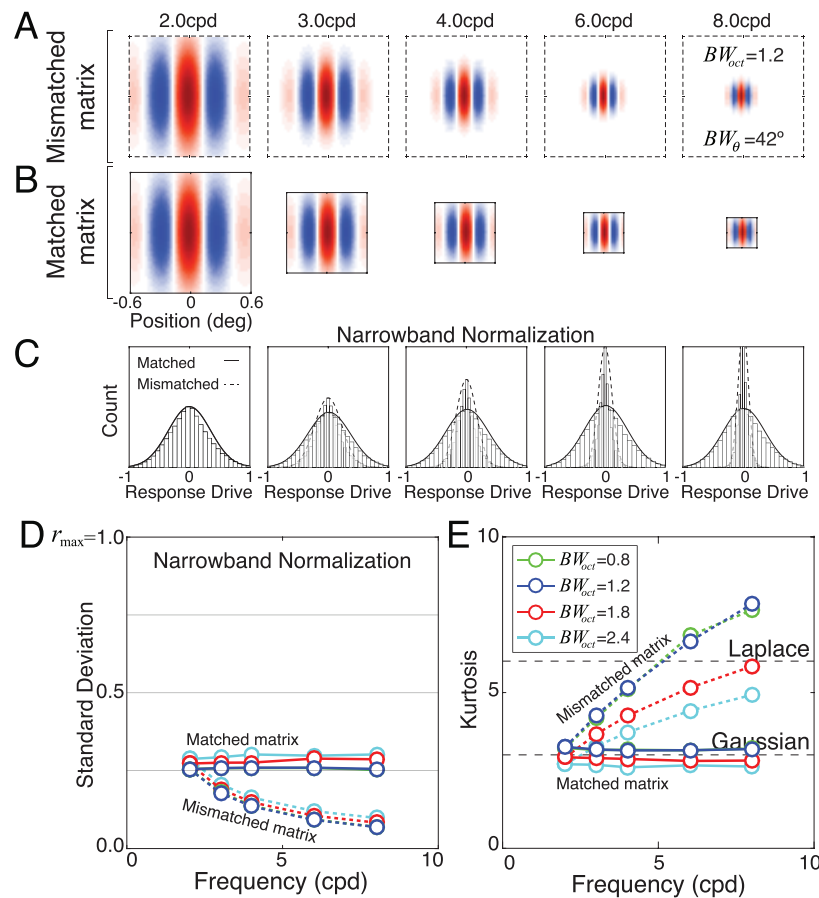 A
2.0cpd 3.0cpd 4.0cpd 6.0cpd 8.0cpd
Mismatched
matrix
BWoct=1.2
BWθ=42º
B
Matched
matrix
-0.6 0 0.6
Position (deg)
C
Narrowband Normalization
Matched
Mismatched
Count
-1 0 1 -1 0 1 -1 0 1 -1 0 1 -1 0 1
Response Drive Response Drive Response Drive Response Drive Response Drive
D
rmax=1.0
Narrowband Normalization
Standard Deviation
0.5
Matched matrix
Mismatched matrix
0.0
0 5 10
Frequency (cpd)
E
10
BWoct=0.8
BWoct=1.2
BWoct=1.8
BWoct=2.4
Mismatched matrix
Laplace
Kurtosis
5
Gaussian
Matched matrix
0
0 5 10
Frequency (cpd)